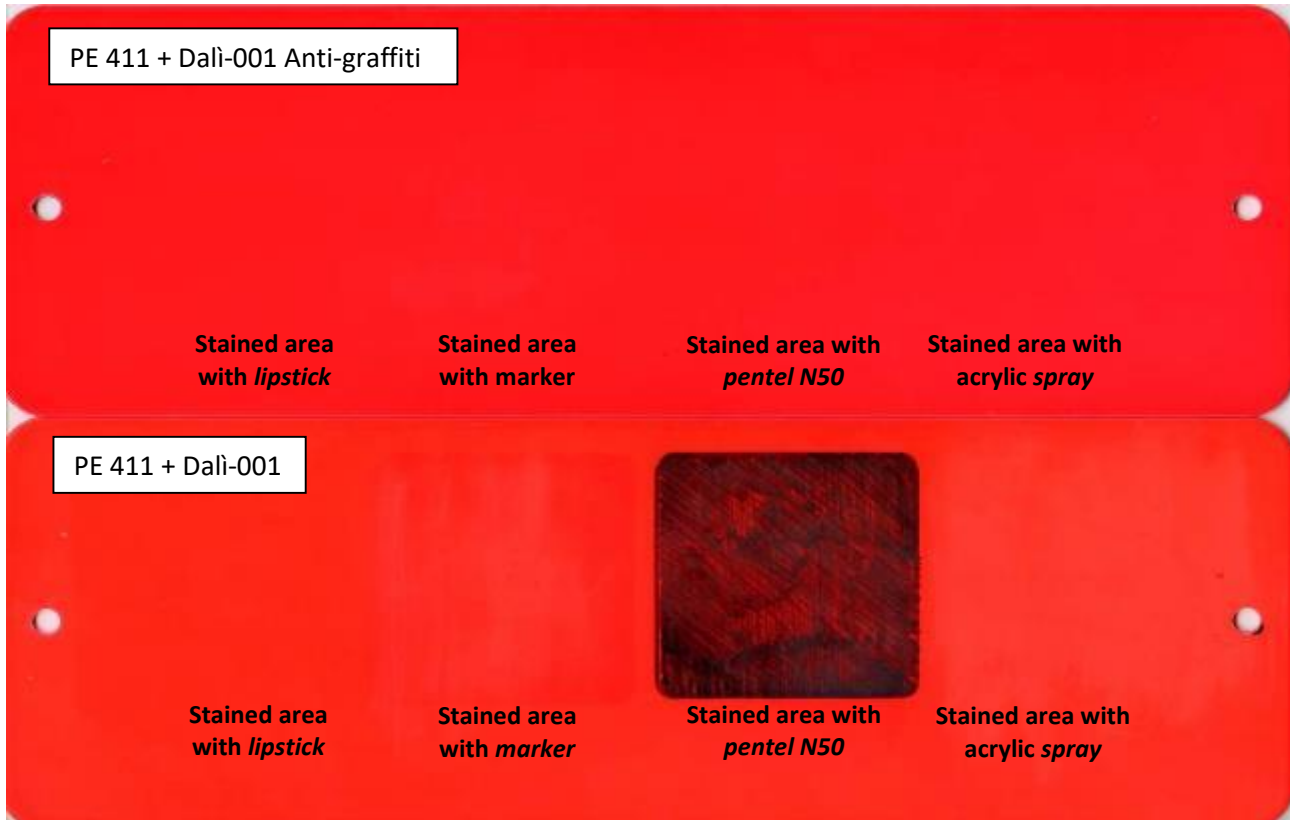 PE 411 + Dalì-001 Anti-graffiti
Stained area
with lipstick
Stained area
with marker
Stained area with
pentel N50
Stained area with
acrylic spray
PE 411 + Dalì-001
Stained area
with lipstick
Stained area
with marker
Stained area with
pentel N50
Stained area with
acrylic spray